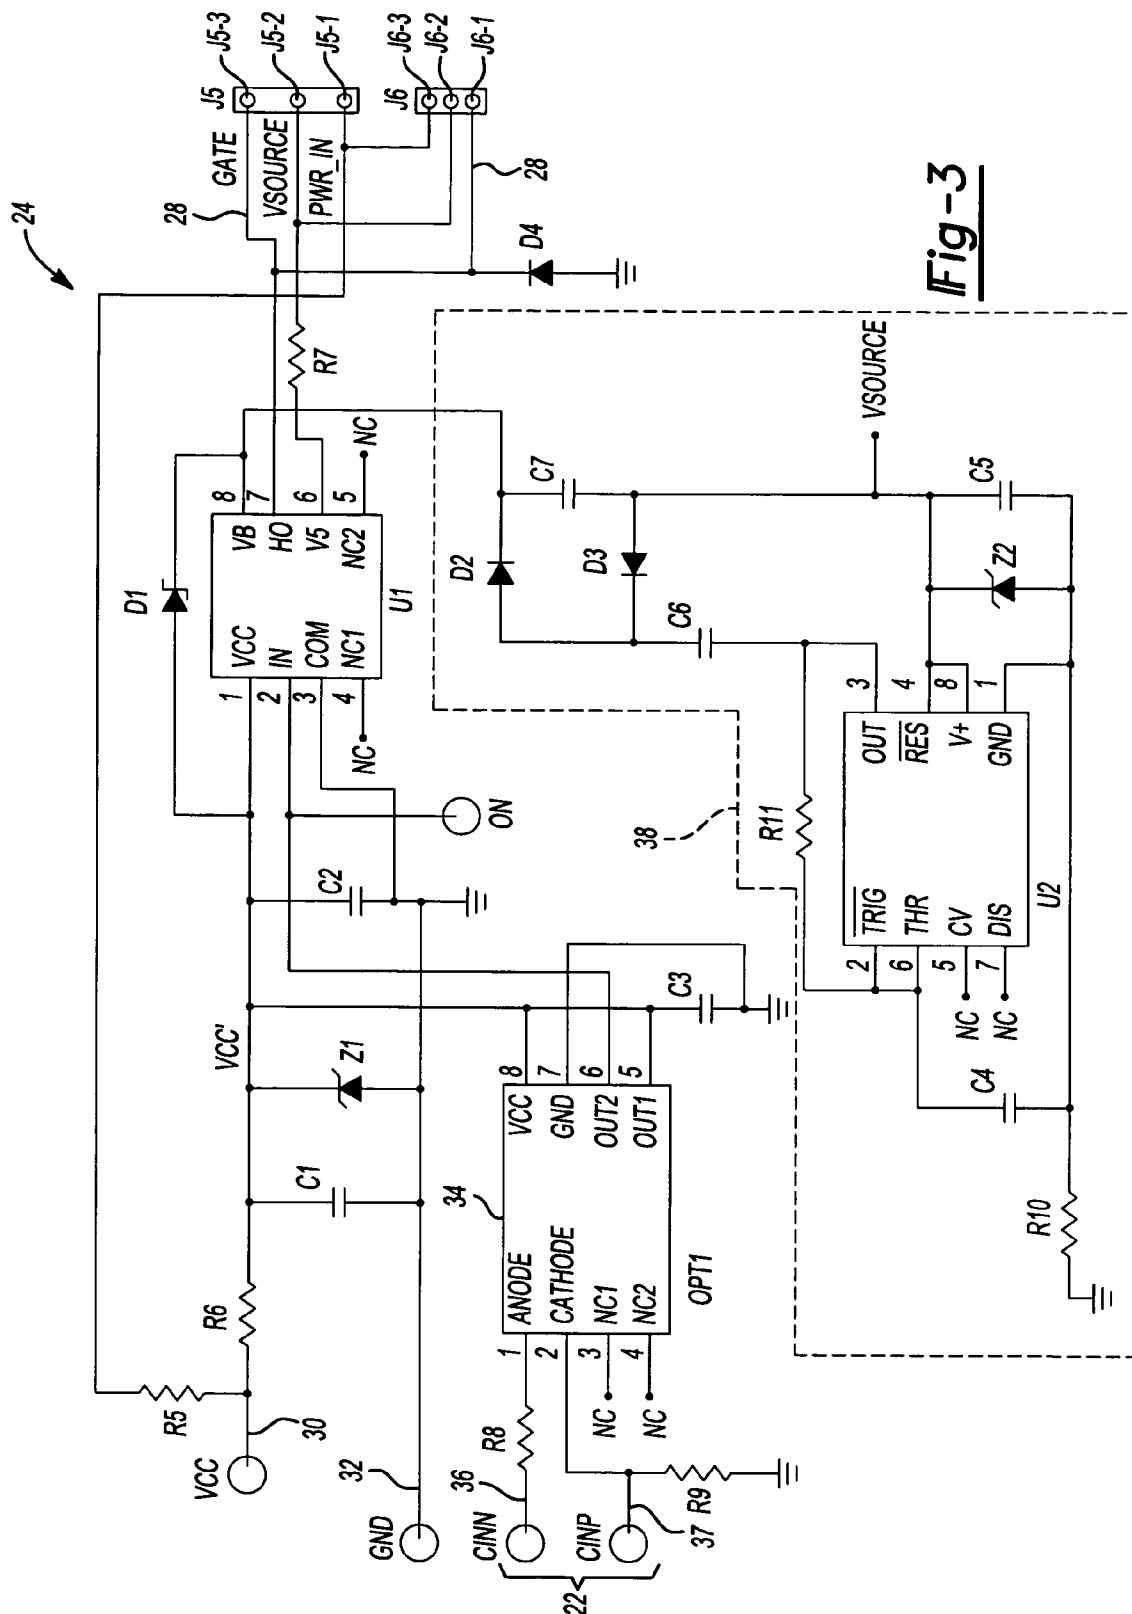 24
J5
J5-3
J5-2
J5-1
GATE
28
VSOURCE
PWR_IN
J6
J6-3
J6-2
J6-1
28
D4
R7
D1
8
7
6
5
VB
HO
V5
NC2
NC
VCC
IN
COM
NC1
U1
1
2
3
4
NC
ON
C2
VCC'
Z1
C1
R6
R5
30
VCC
32
GND
C3
8
7
6
5
VCC
GND
OUT2
OUT1
34
ANODE
CATHODE
NC1
NC2
OPT1
1
2
3
4
NC
NC
R8
36
CINN
CINP
37
R9
22
Fig-3
VSOURCE
C7
D2
D3
C6
C5
Z2
38
R11
3
4
8
1
OUT
RES
V+
GND
TRIG
THR
CV
DIS
U2
2
6
5
7
NC
NC
C4
R10